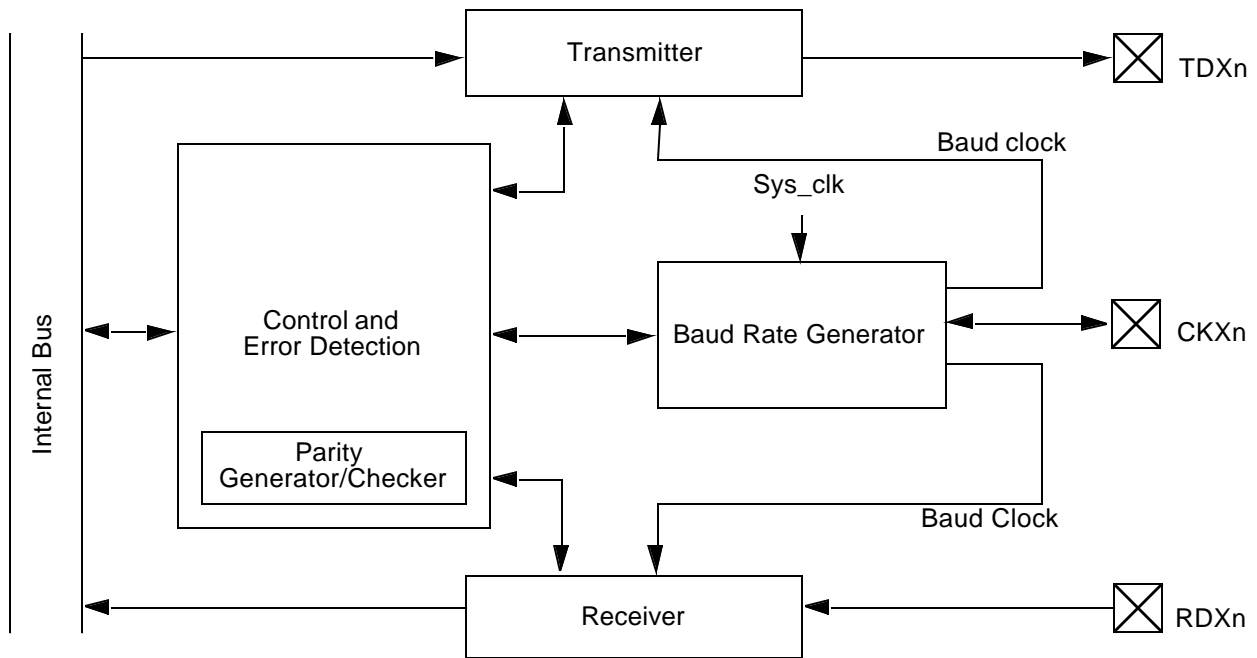 Transmitter
TDXn
Baud clock
Sys_clk
Internal Bus
Control and
Error Detection
Baud Rate Generator
CKXn
Parity
Generator/Checker
Baud Clock
Receiver
RDXn